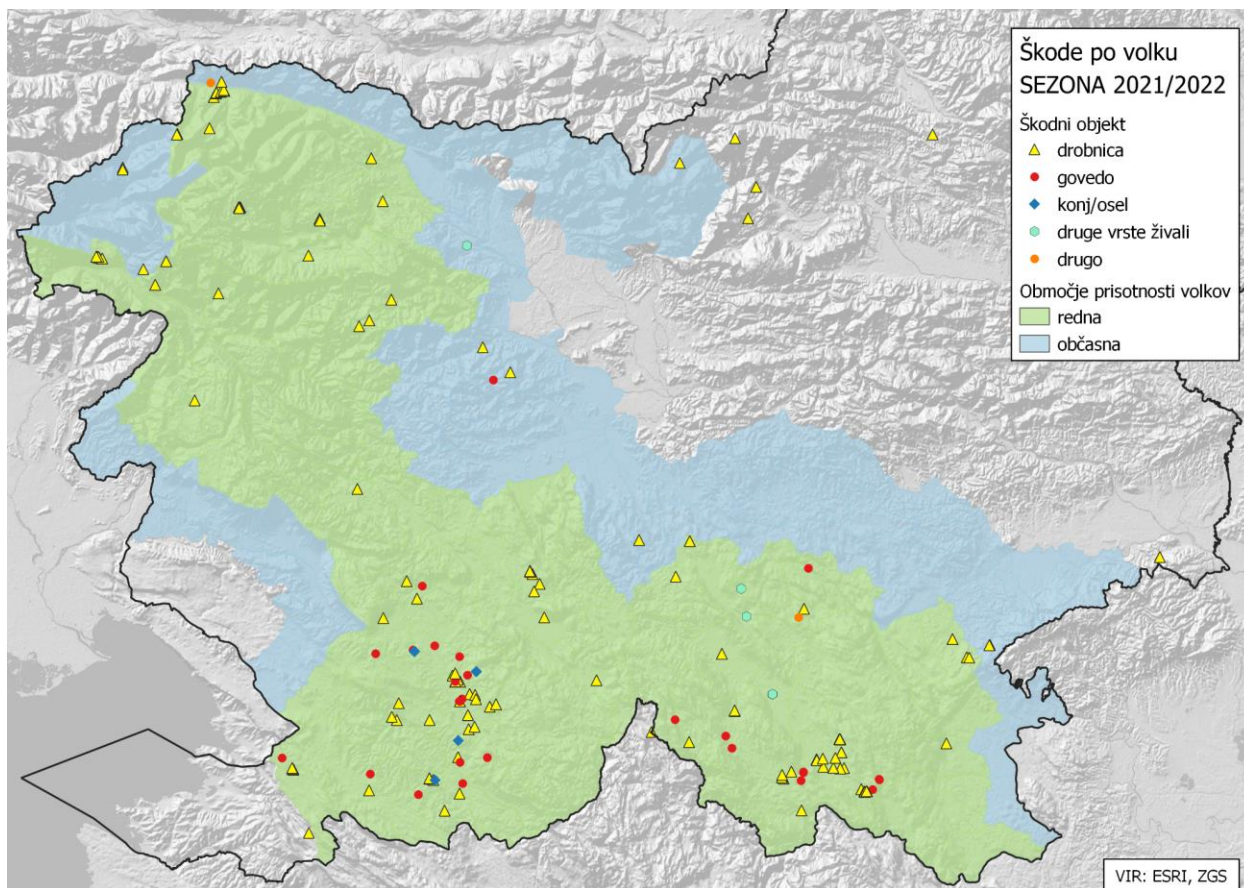 Škode po volku
SEZONA 2021/2022
Škodni objekt
drobnica
govedo
konj/osel
druge vrste živali
drugo
Območje prisotnosti volkov
redna
občasna
VIR: ESRI, ZGS